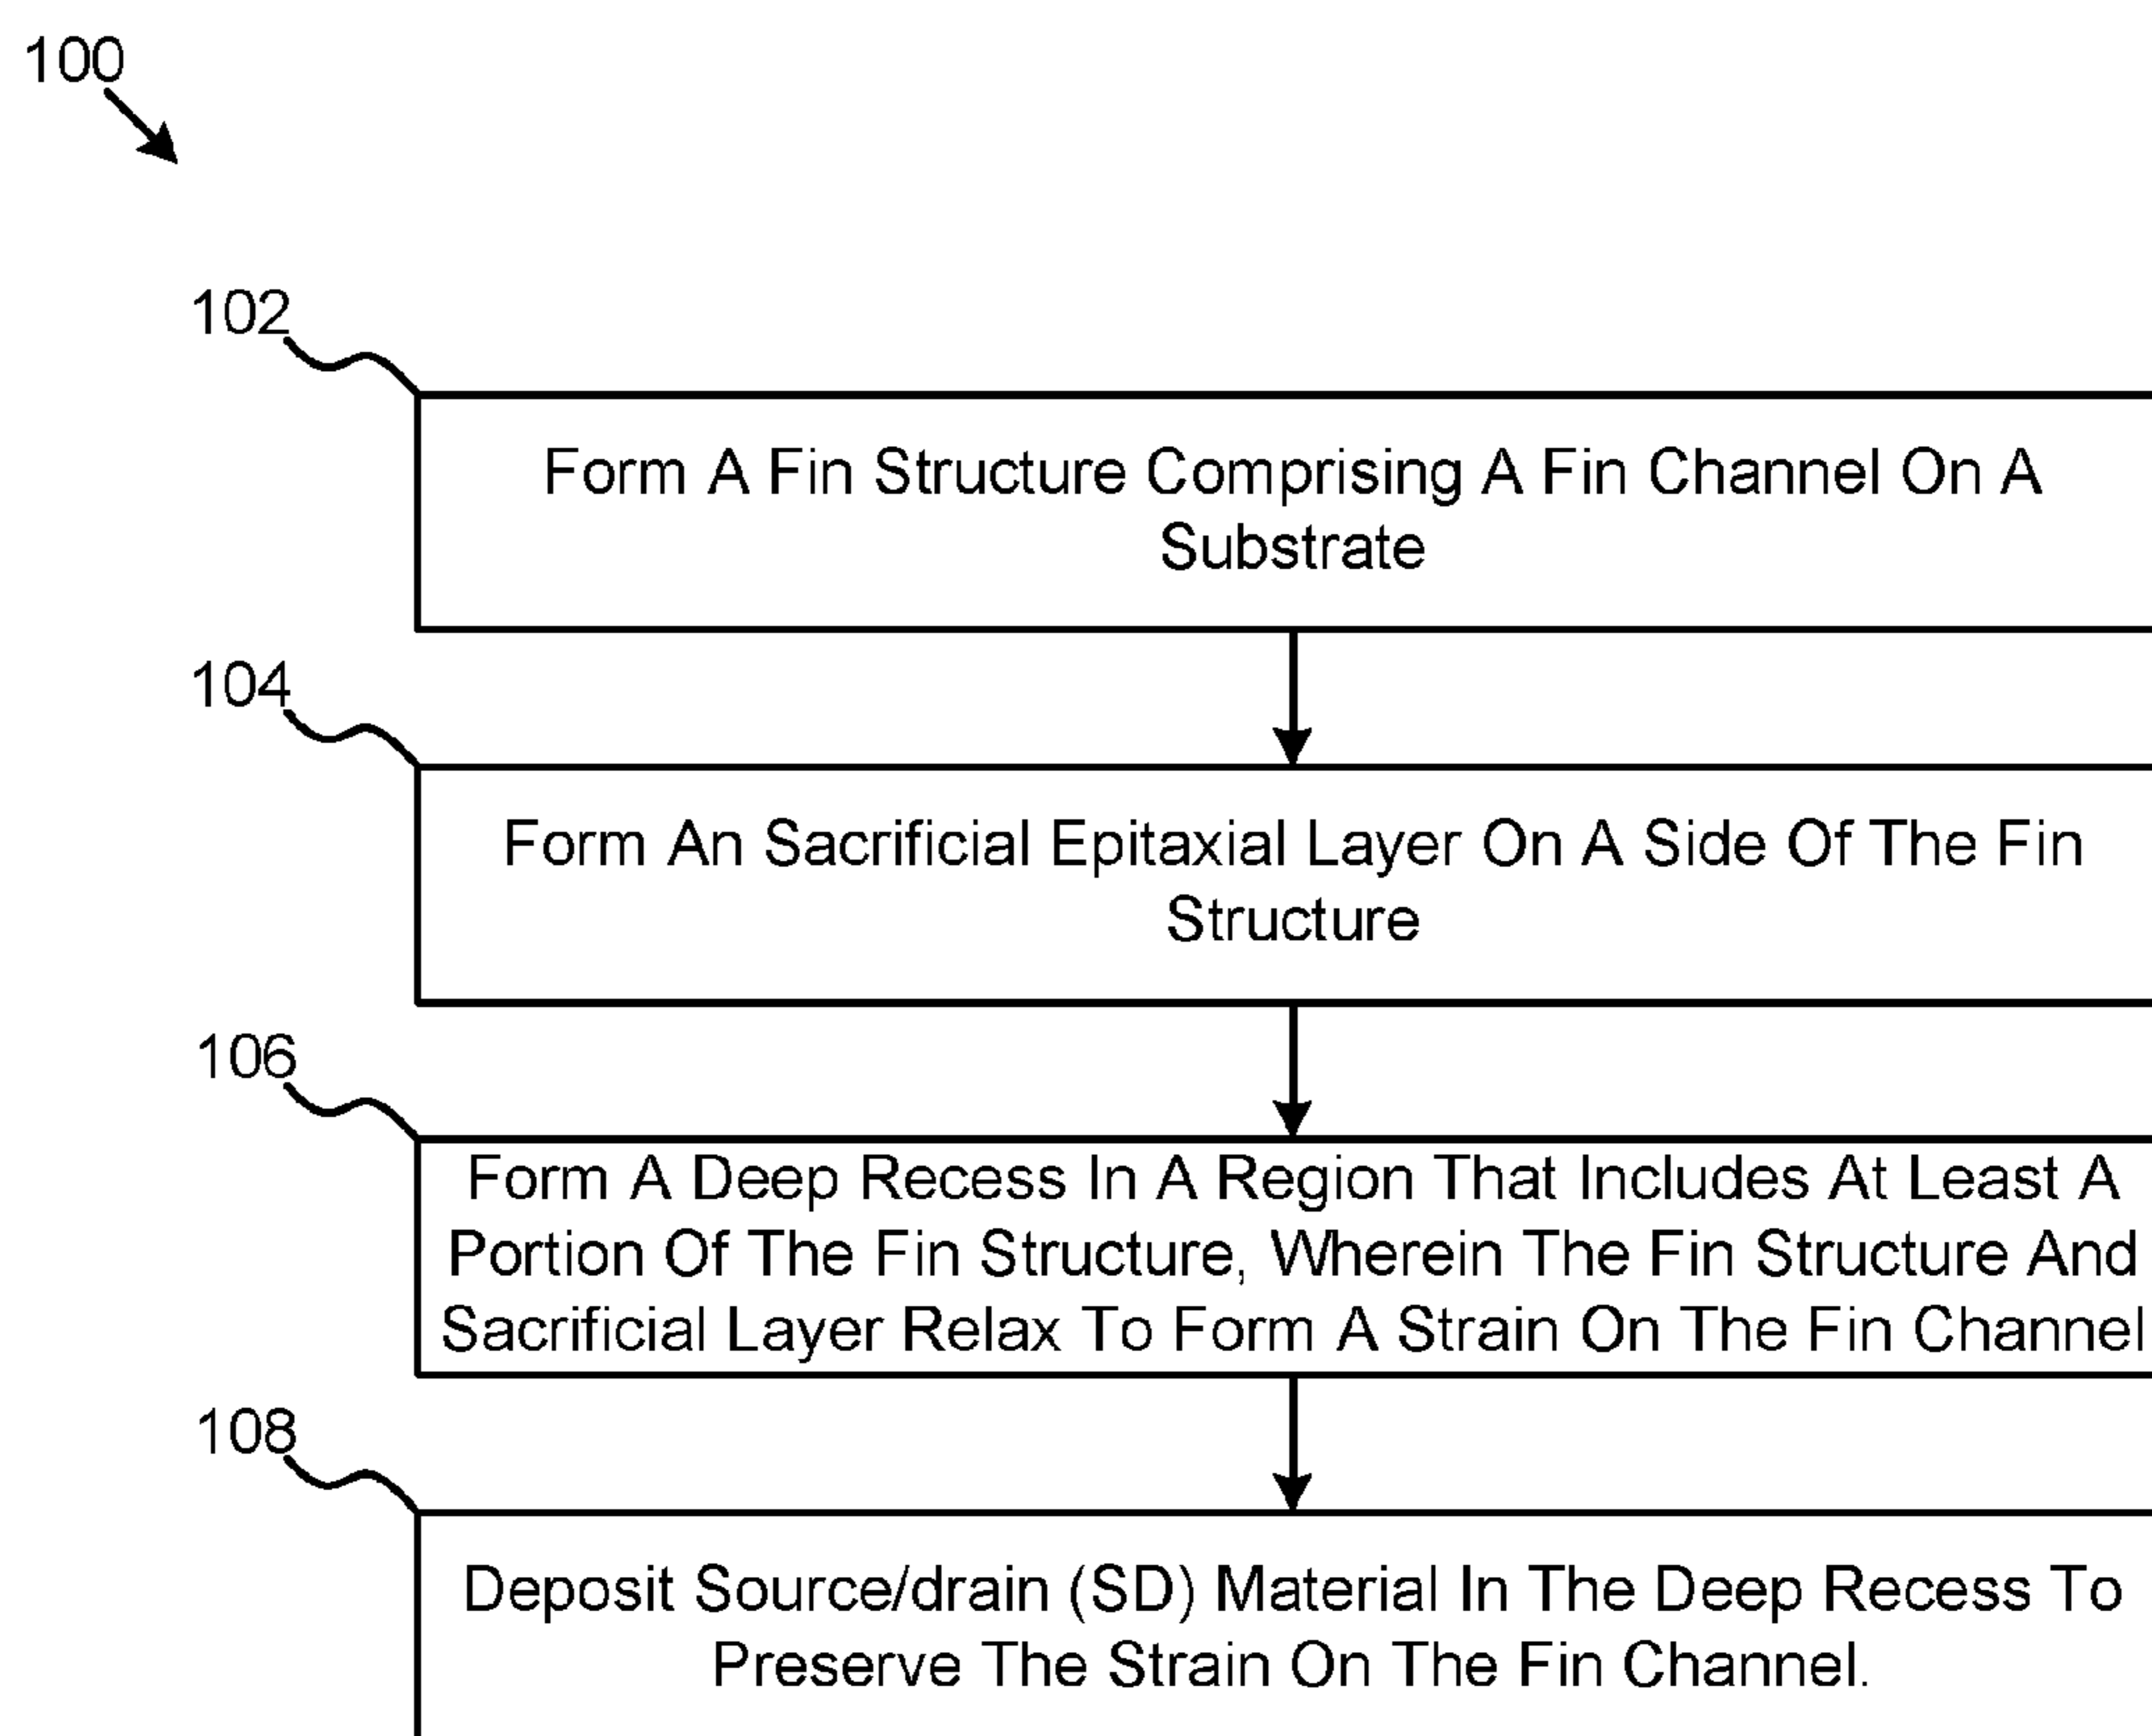 100
102
Form A Fin Structure Comprising A Fin Channel On A
Substrate
104
Form An Sacrificial Epitaxial Layer On A Side Of The Fin
Structure
106
Form A Deep Recess In A Region That Includes At Least A
Portion Of The Fin Structure, Wherein The Fin Structure And
Sacrificial Layer Relax To Form A Strain On The Fin Channel
108
Deposit Source/drain (SD) Material In The Deep Recess To
Preserve The Strain On The Fin Channel.